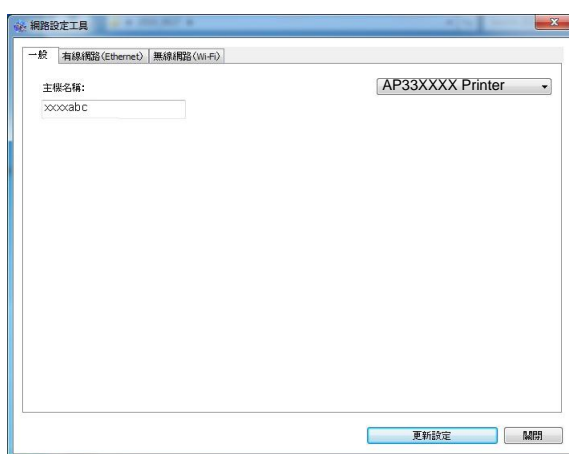 網路設定工具
一般 有線網路(Ethernet) 無線網路(Wi-Fi)
主機名稱:
AP33XXXX Printer
xxxxabc
更新設定 關閉